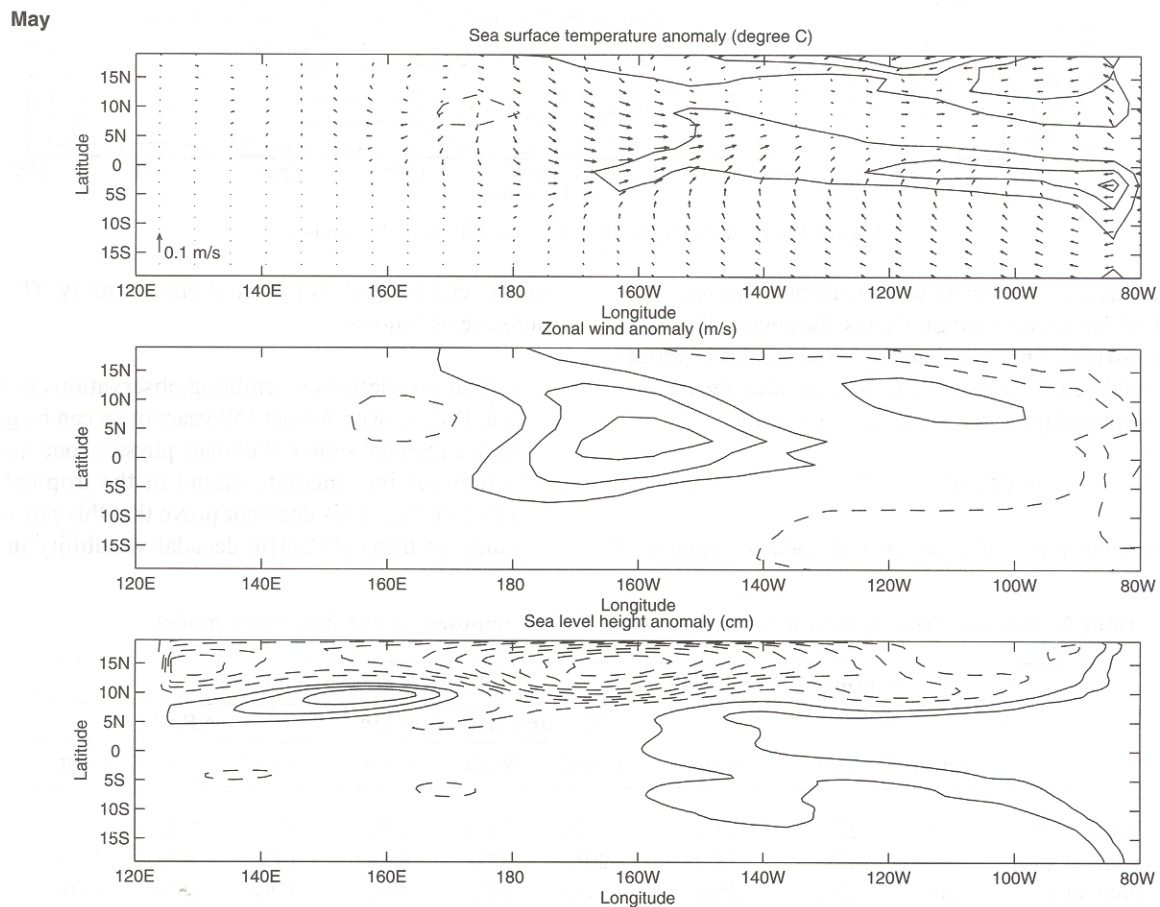 May
Sea surface temperature anomaly (degree C)
15N
10N
5N
0
5S
10S
15S
Latitude
0.1 m/s
120E 140E 160E 180 160W 140W 120W 100W 80W
Longitude
Zonal wind anomaly (m/s)
15N
10N
5N
0
5S
10S
15S
Latitude
120E 140E 160E 180 160W 140W 120W 100W 80W
Longitude
Sea level height anomaly (cm)
15N
10N
5N
0
5S
10S
15S
Latitude
120E 140E 160E 180 160W 140W 120W 100W 80W
Longitude